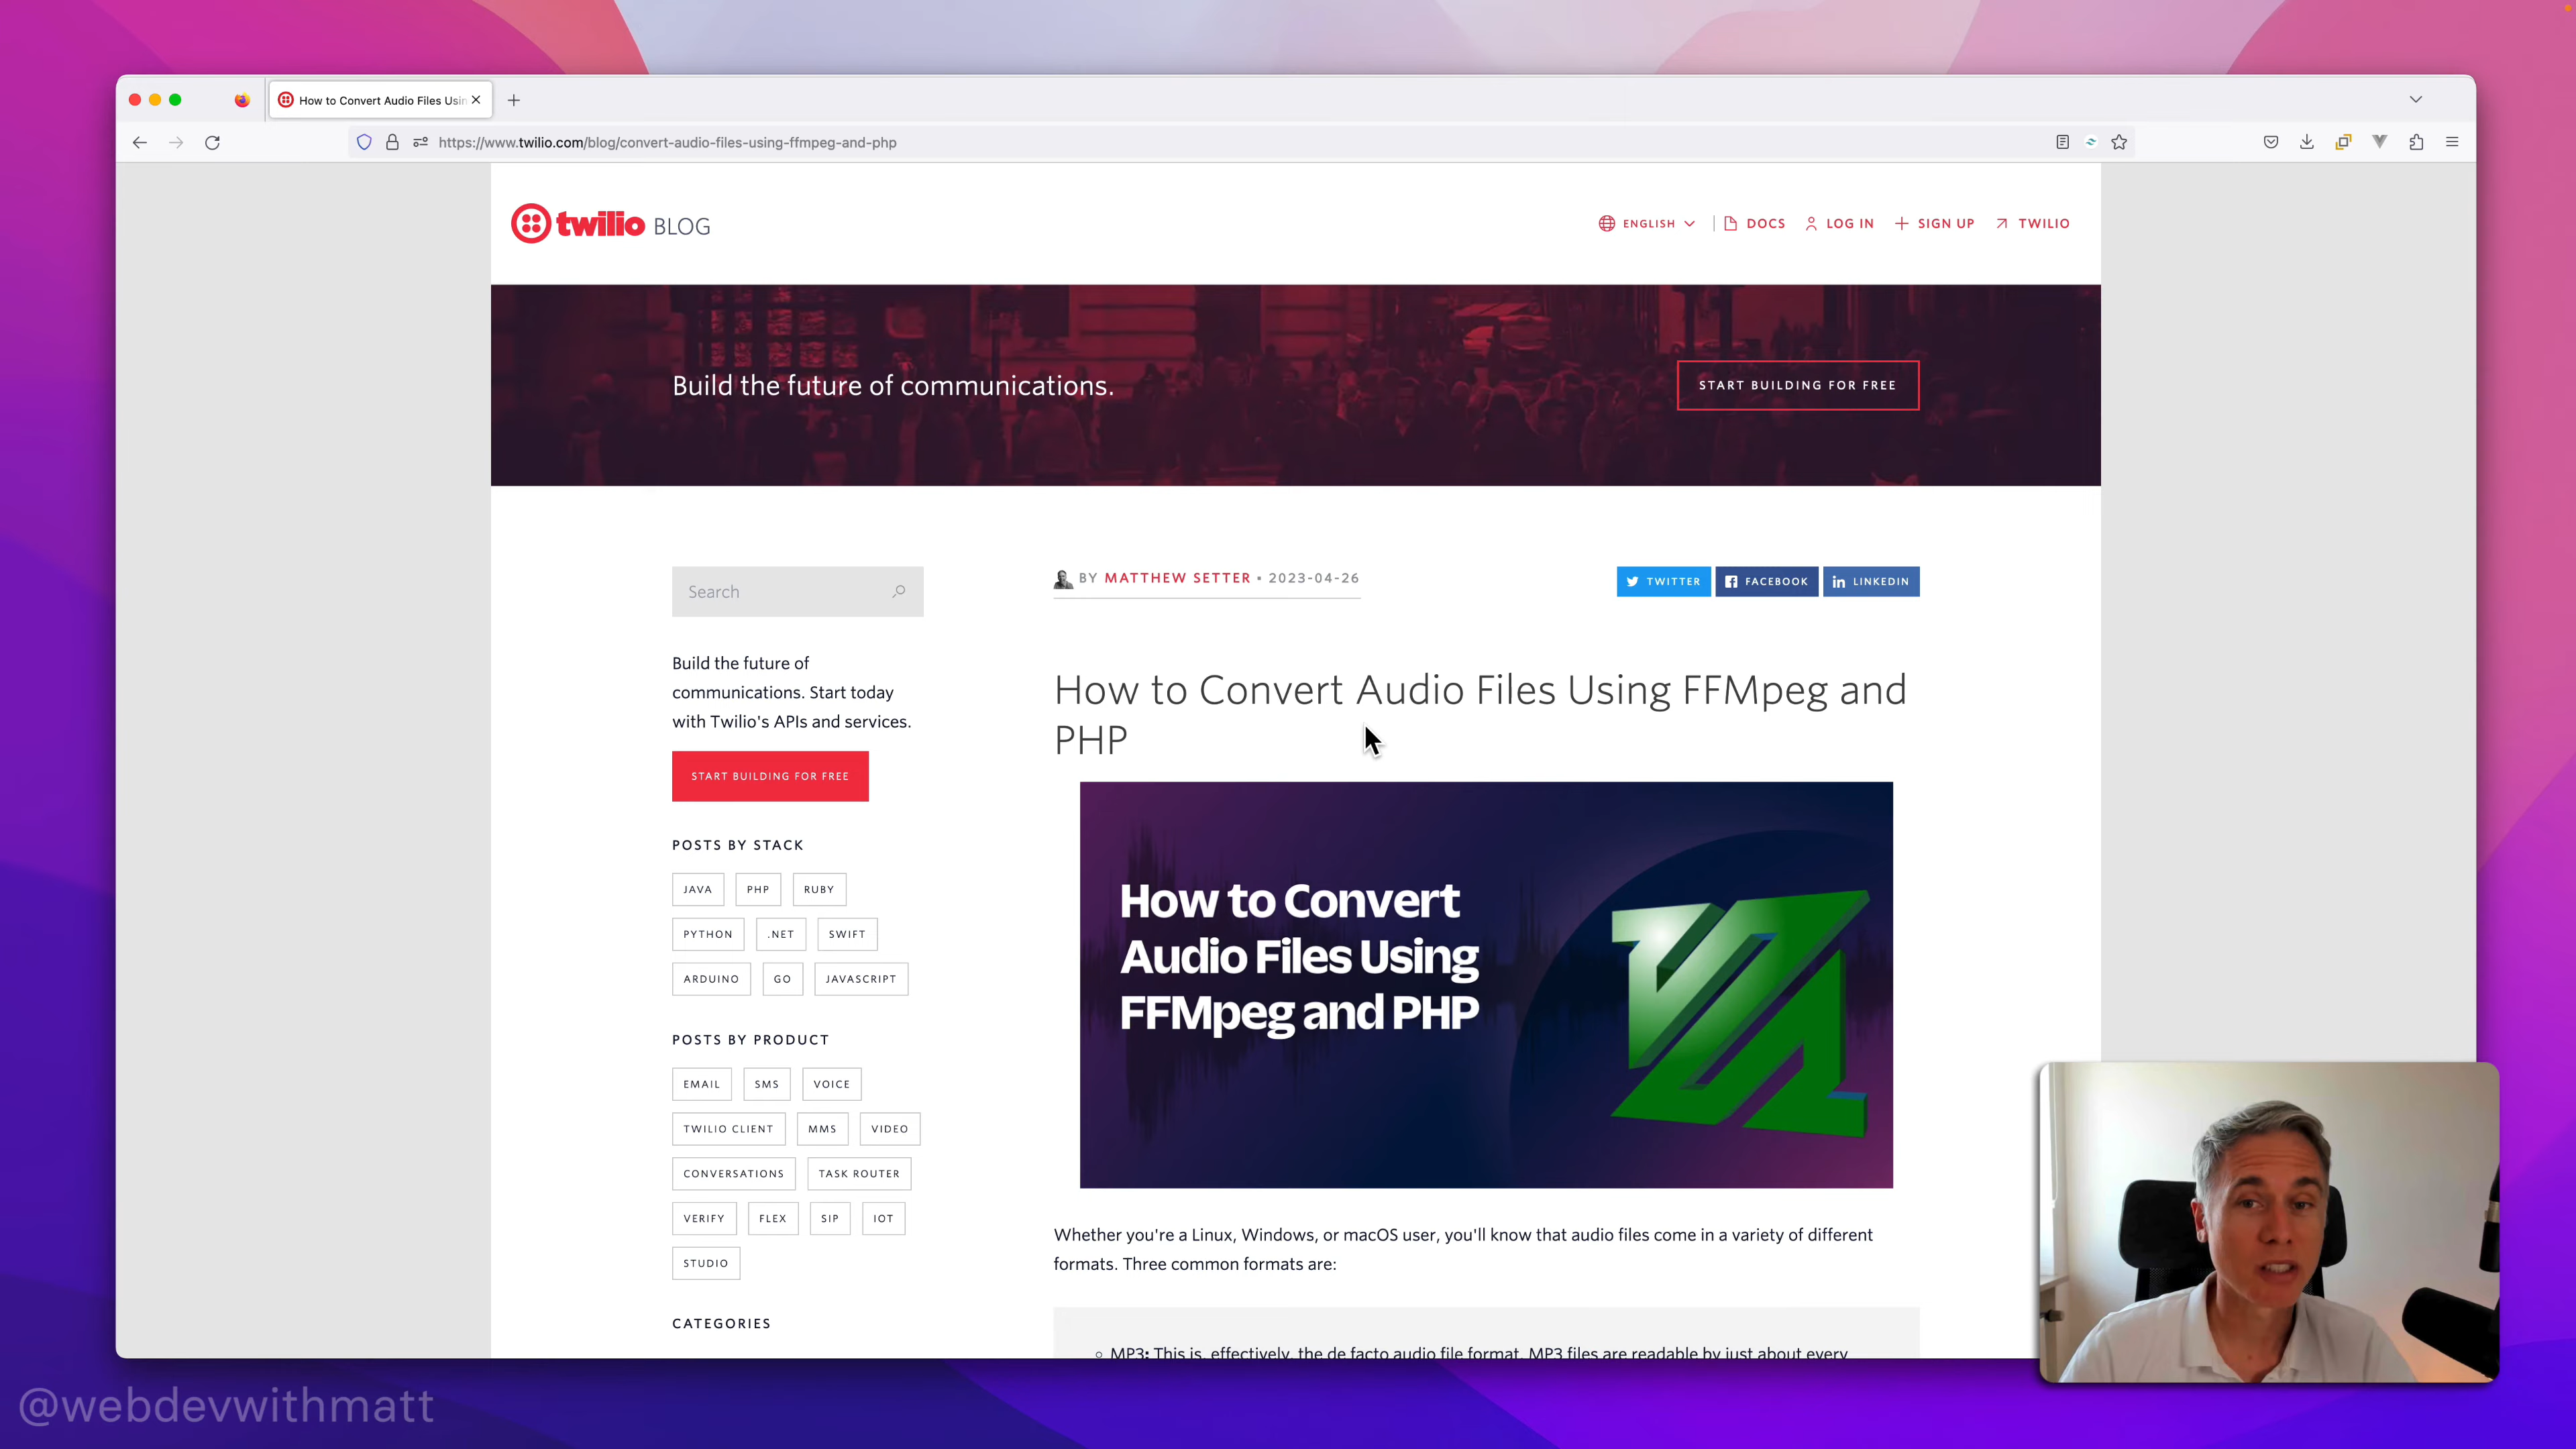 How to Convert Audio Files Usin
https://www.twilio.com/blog/convert-audio-files-using-ffmpeg-and-php
twilio BLOG
ENGLISH
DOCS
LOG IN
SIGN UP
TWILIO
Build the future of communications.
START BUILDING FOR FREE
Search
BY MATTHEW SETTER • 2023-04-26
TWITTER
FACEBOOK
LINKEDIN
Build the future of
communications. Start today
with Twilio's APIs and services.
START BUILDING FOR FREE
POSTS BY STACK
JAVA PHP RUBY
PYTHON .NET SWIFT
ARDUINO GO JAVASCRIPT
POSTS BY PRODUCT
EMAIL SMS VOICE
TWILIO CLIENT MMS VIDEO
CONVERSATIONS TASK ROUTER
VERIFY FLEX SIP IOT
STUDIO
CATEGORIES
How to Convert Audio Files Using FFMpeg and
PHP
How to Convert
Audio Files Using
FFMpeg and PHP
Whether you're a Linux, Windows, or macOS user, you'll know that audio files come in a variety of different
formats. Three common formats are:
MP3: This is, effectively, the de facto audio file format. MP3 files are readable by just about every
@webdevwithmatt